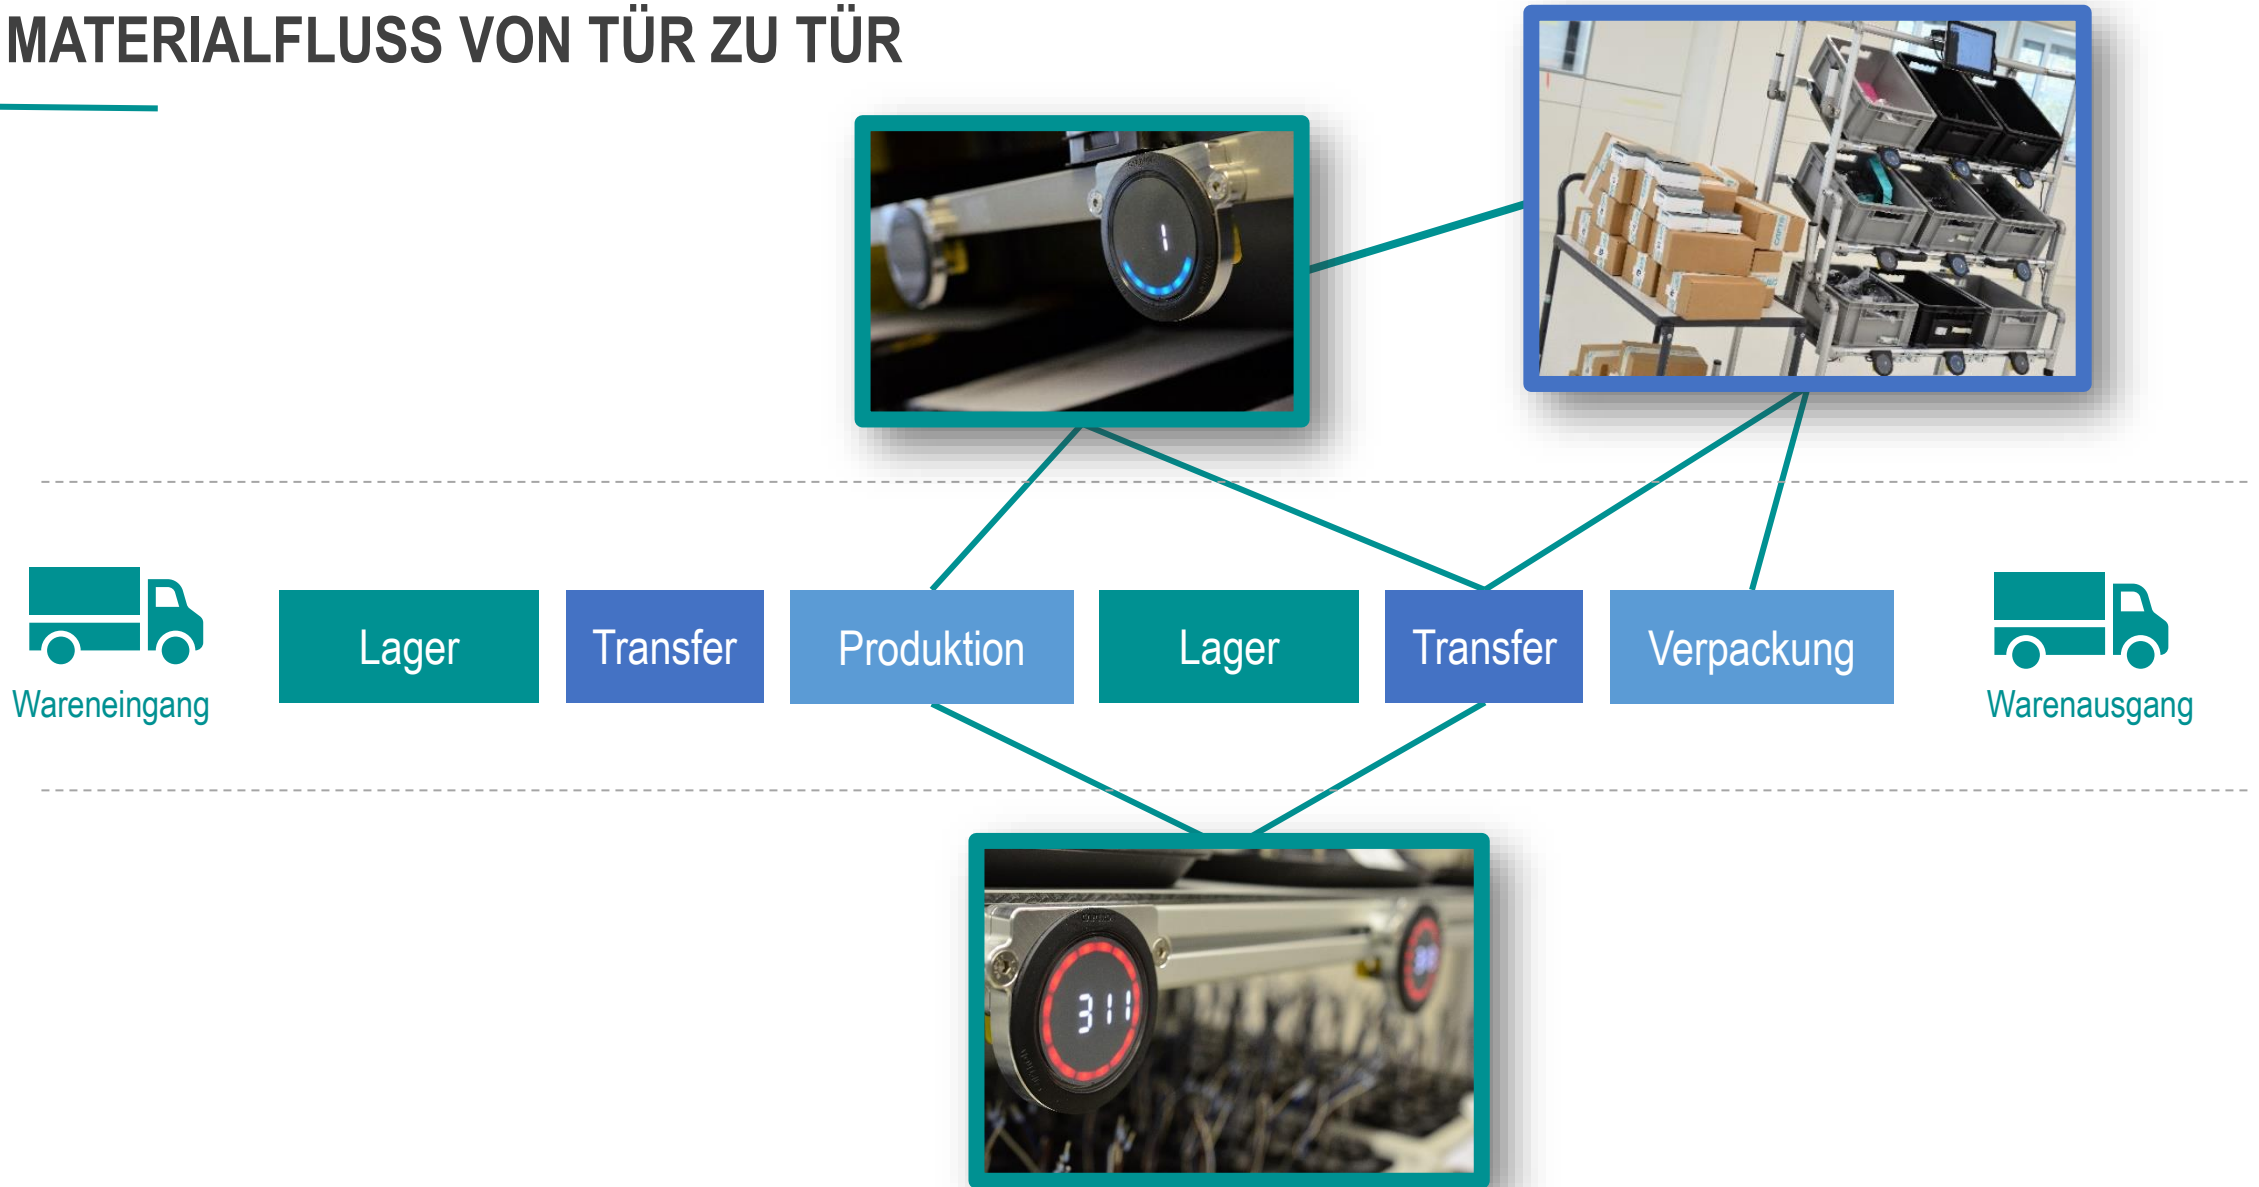 MATERIALFLUSS VON TÜR ZU TÜR
1
Wareneingang
Lager
Transfer
Produktion
Lager
Transfer
Verpackung
Warenausgang
311